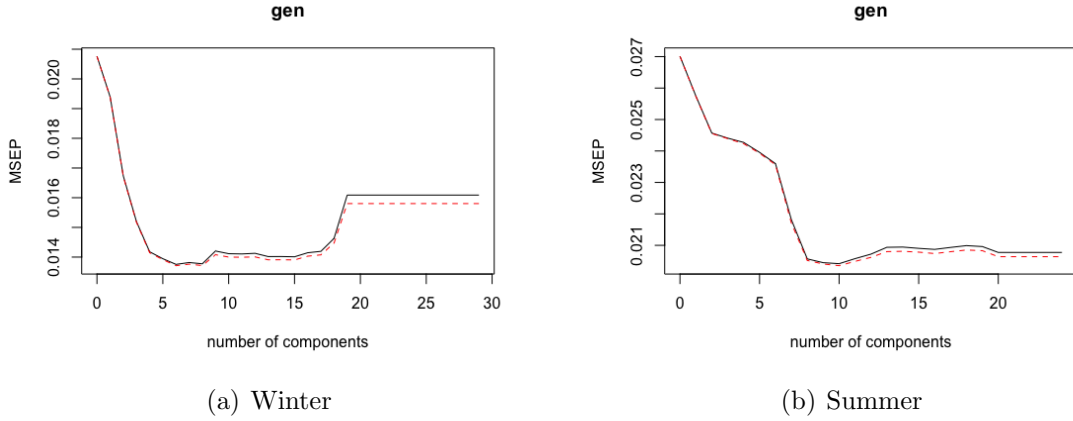 gen
MSEP
0.020
0.018
0.016
0.014
0 5 10 15 20 25 30
number of components
(a) Winter
gen
MSEP
0.027
0.025
0.023
0.021
0 5 10 15 20
number of components
(b) Summer